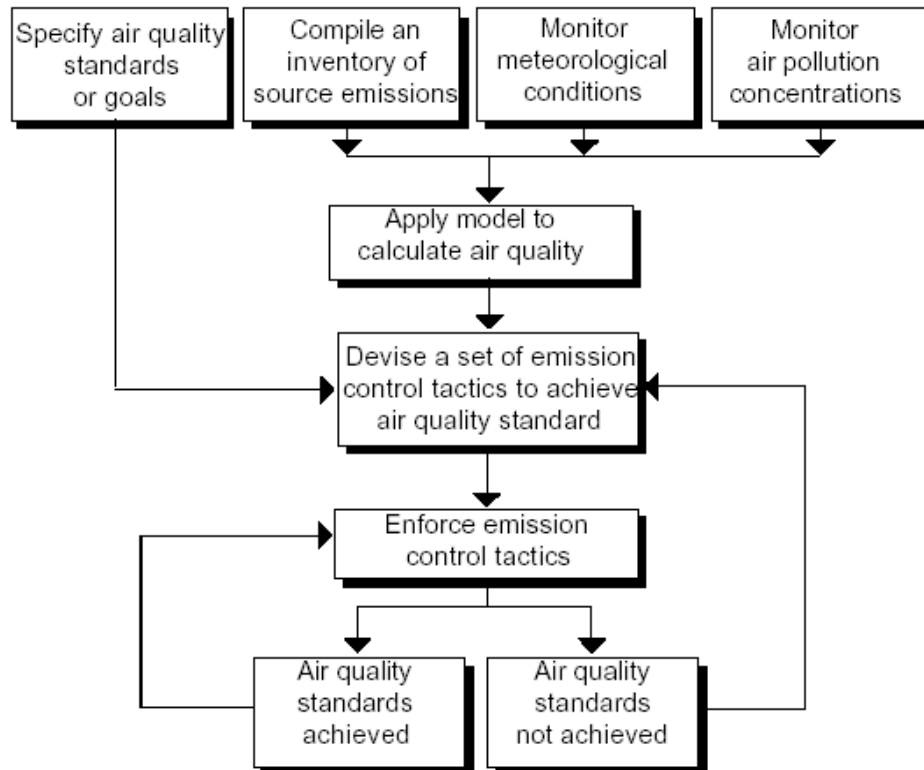 Specify air quality
standards
or goals
Compile an
inventory of
source emissions
Monitor
meteorological
conditions
Monitor
air pollution
concentrations
Apply model to
calculate air quality
Devise a set of emission
control tactics to achieve
air quality standard
Enforce emission
control tactics
Air quality
standards
achieved
Air quality
standards
not achieved